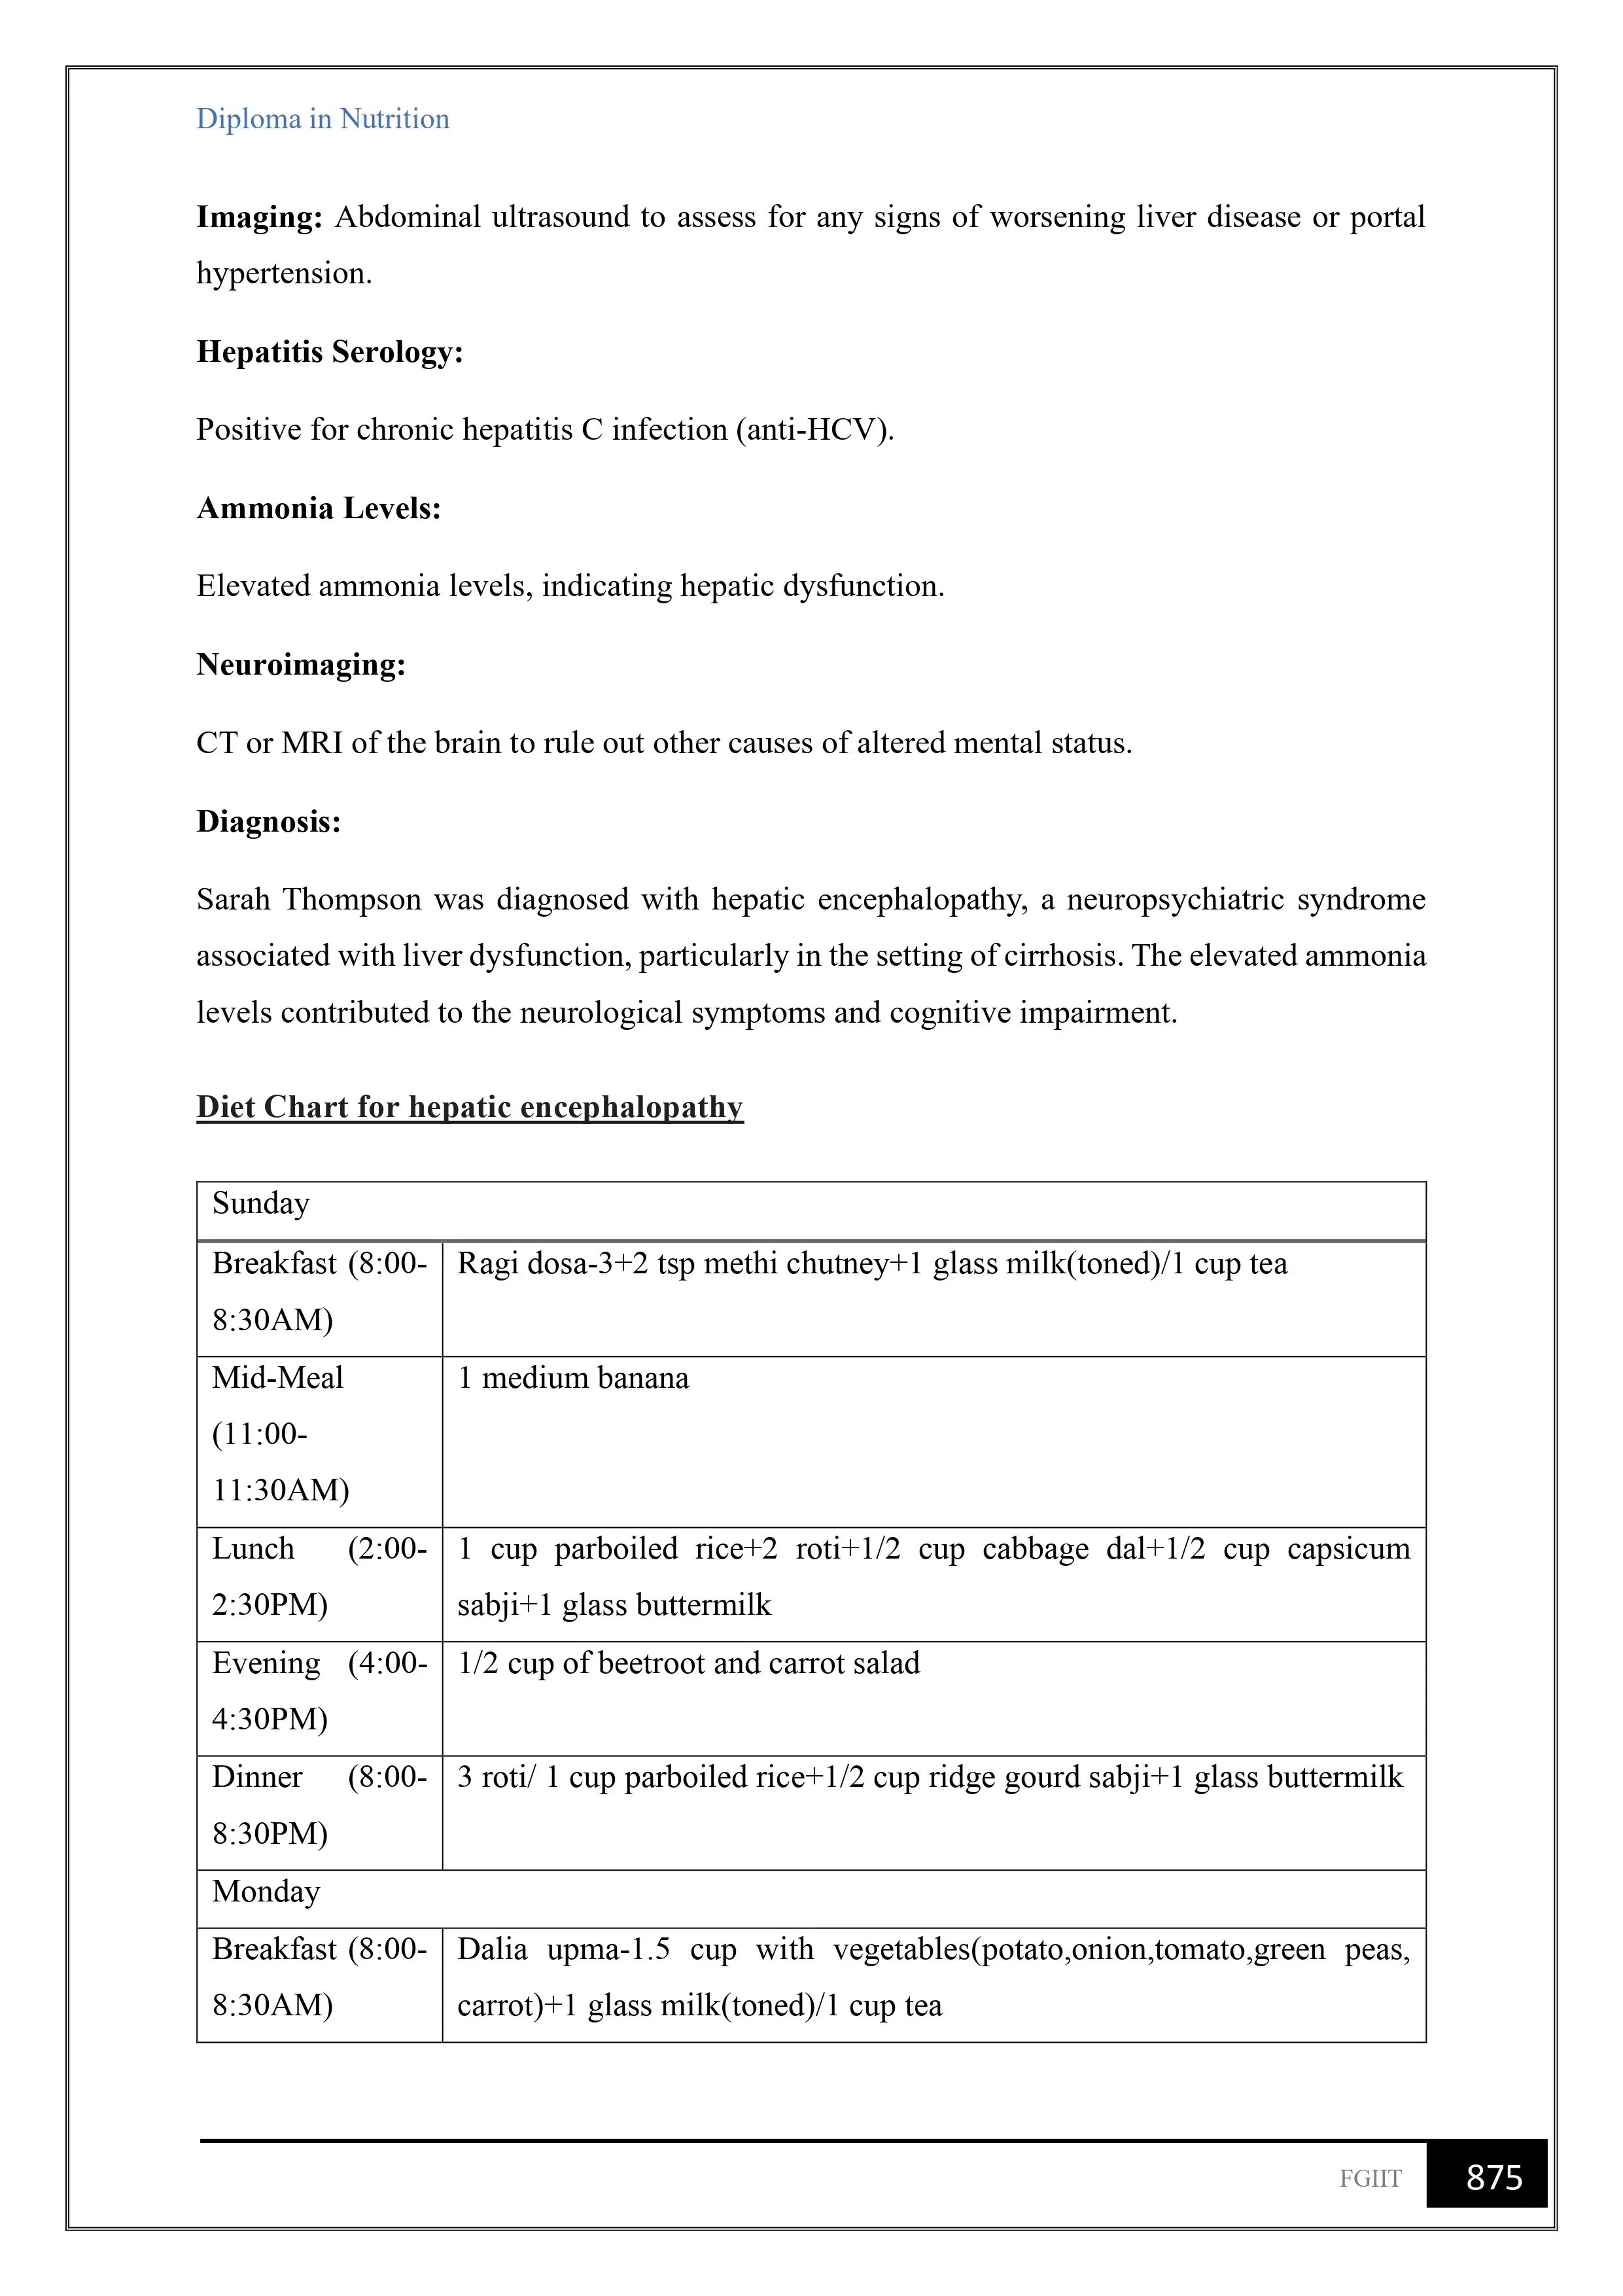 Diploma in Nutrition
Imaging: Abdominal ultrasound to assess for any signs of worsening liver disease or portal
hypertension.
Hepatitis Serology:
Positive for chronic hepatitis C infection (anti-HCV).
Ammonia Levels:
Elevated ammonia levels, indicating hepatic dysfunction.
Neuroimaging:
CT or MRI of the brain to rule out other causes of altered mental status.
Diagnosis:
Sarah Thompson was diagnosed with hepatic encephalopathy, a neuropsychiatric syndrome
associated with liver dysfunction, particularly in the setting of cirrhosis. The elevated ammonia
levels contributed to the neurological symptoms and cognitive impairment.
Diet Chart for hepatic encephalopathy
Sunday
Breakfast (8:00-
8:30AM)
Ragi dosa-3+2 tsp methi chutney+1 glass milk(toned)/1 cup tea
Mid-Meal
(11:00-
11:30AM)
1 medium banana
Lunch (2:00-
2:30PM)
1 cup parboiled rice+2 roti+1/2 cup cabbage dal+1/2 cup capsicum
sabji+1 glass buttermilk
Evening (4:00-
4:30PM)
1/2 cup of beetroot and carrot salad
Dinner (8:00-
8:30PM)
3 roti/ 1 cup parboiled rice+1/2 cup ridge gourd sabji+1 glass buttermilk
Monday
Breakfast (8:00-
8:30AM)
Dalia upma-1.5 cup with vegetables(potato,onion,tomato,green peas,
carrot)+1 glass milk(toned)/1 cup tea
FGIIT
875